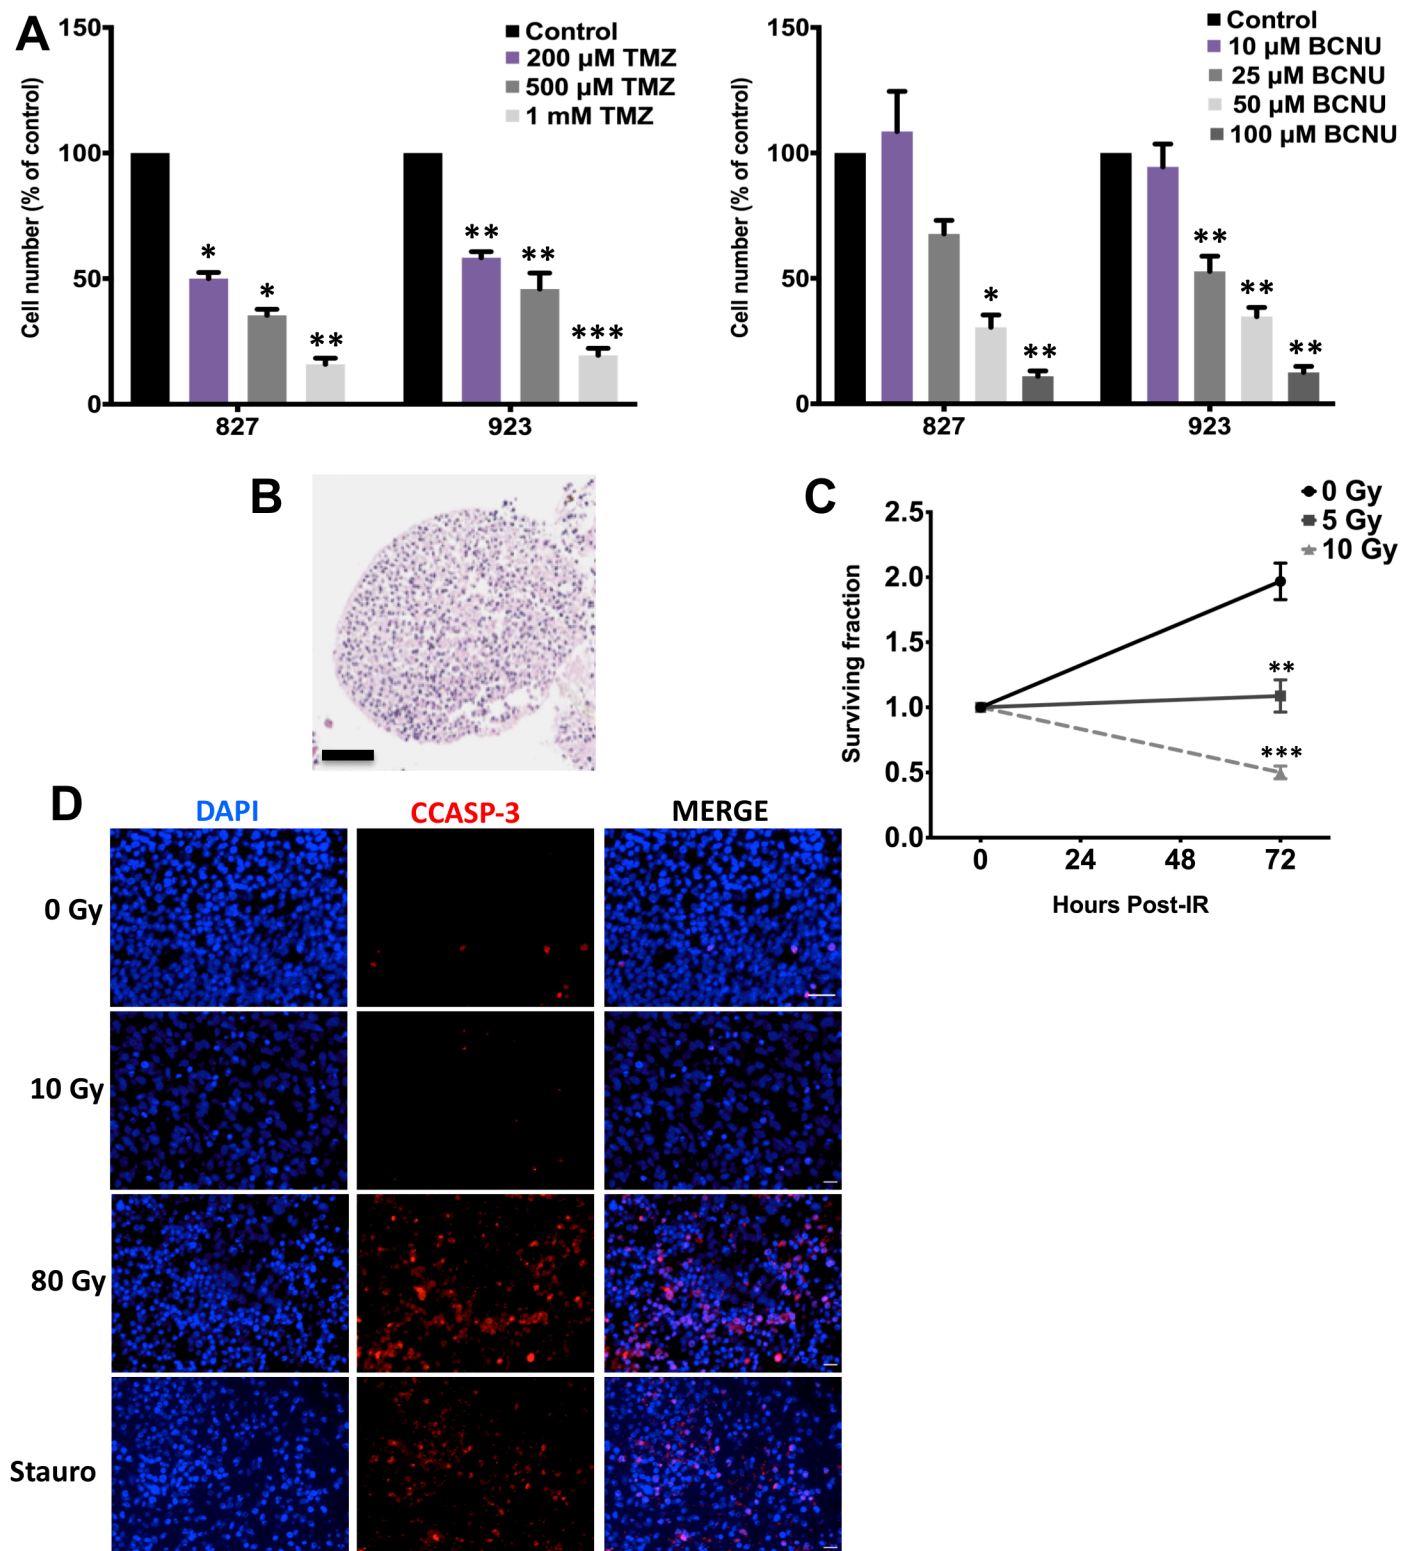 A
150
100
50
0
Cell number (% of control)
Control
200 µM TMZ
500 µM TMZ
1 mM TMZ
*
*
**
**
**
***
827
923
150
100
50
0
Cell number (% of control)
Control
10 µM BCNU
25 µM BCNU
50 µM BCNU
100 µM BCNU
*
**
**
**
**
827
923
B
C
0 Gy
5 Gy
10 Gy
2.5
2.0
1.5
1.0
0.5
0.0
Surviving fraction
**
***
0
24
48
72
Hours Post-IR
D
DAPI
CCASP-3
MERGE
0 Gy
10 Gy
80 Gy
Stauro